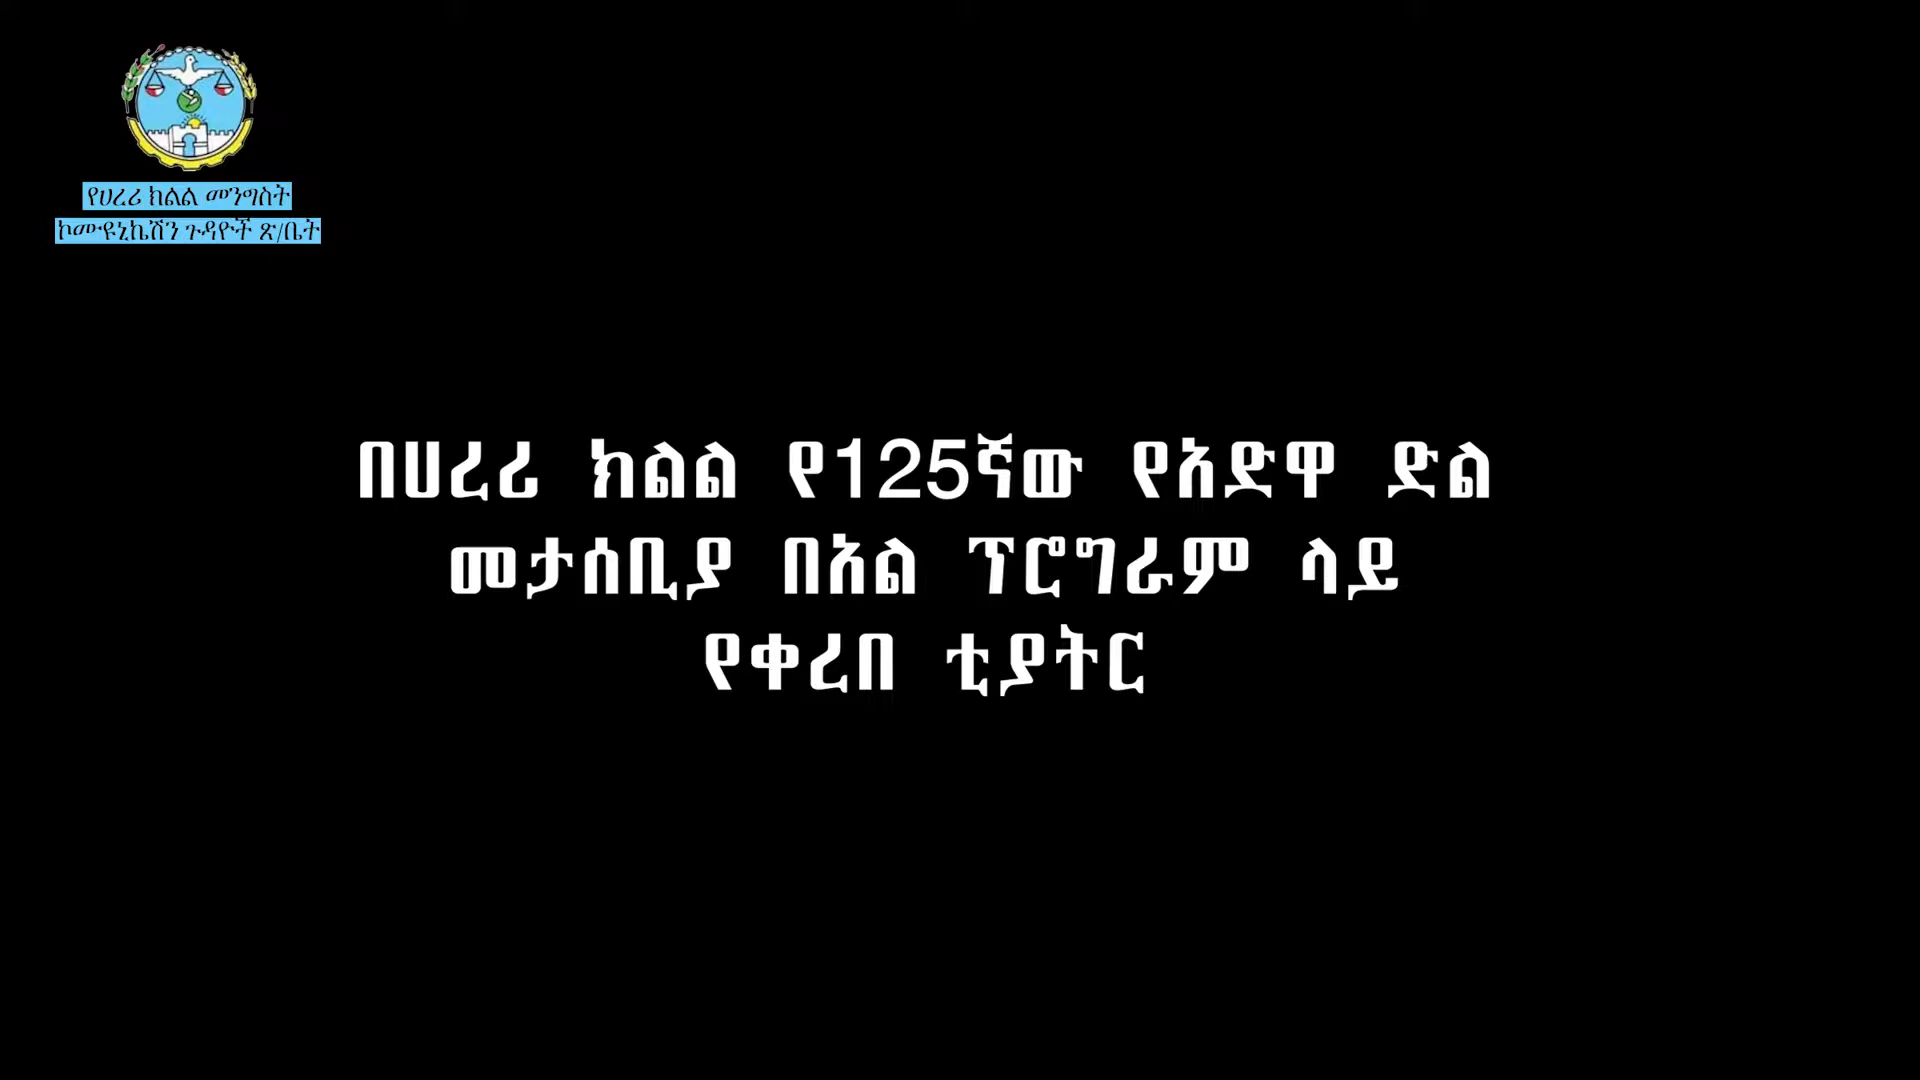 የሀረሪ ክልል መንግስት
ኮሙዩኒኬሽን ጉዳዮች ጽ/ቤት
በሀረሪ ክልል የ125ኛው የአድዋ ድል
መታሰቢያ በአል ፕሮግራም ላይ
የቀረበ ቲያትር